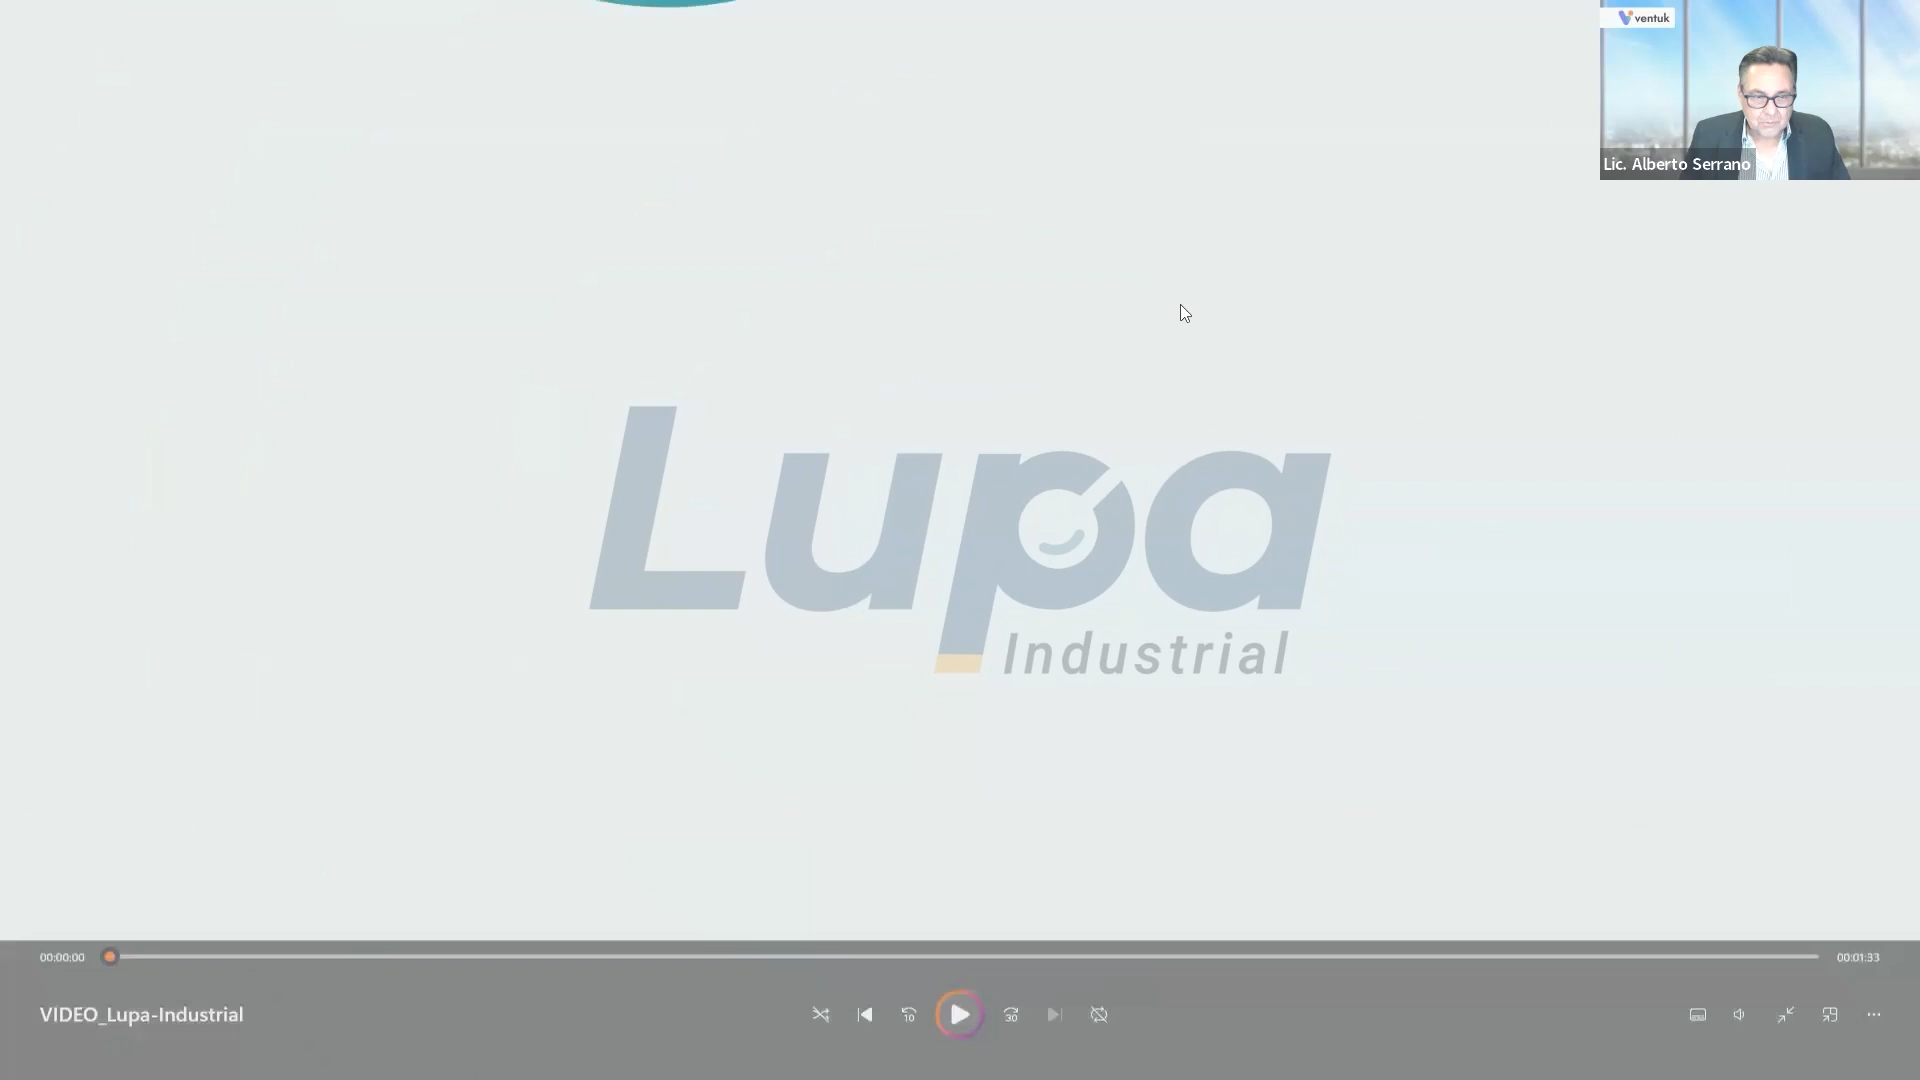 ventuk
Lic. Alberto Serrano
Lupa
Industrial
00:00:00
00:01:33
VIDEO_Lupa-Industrial
10
30